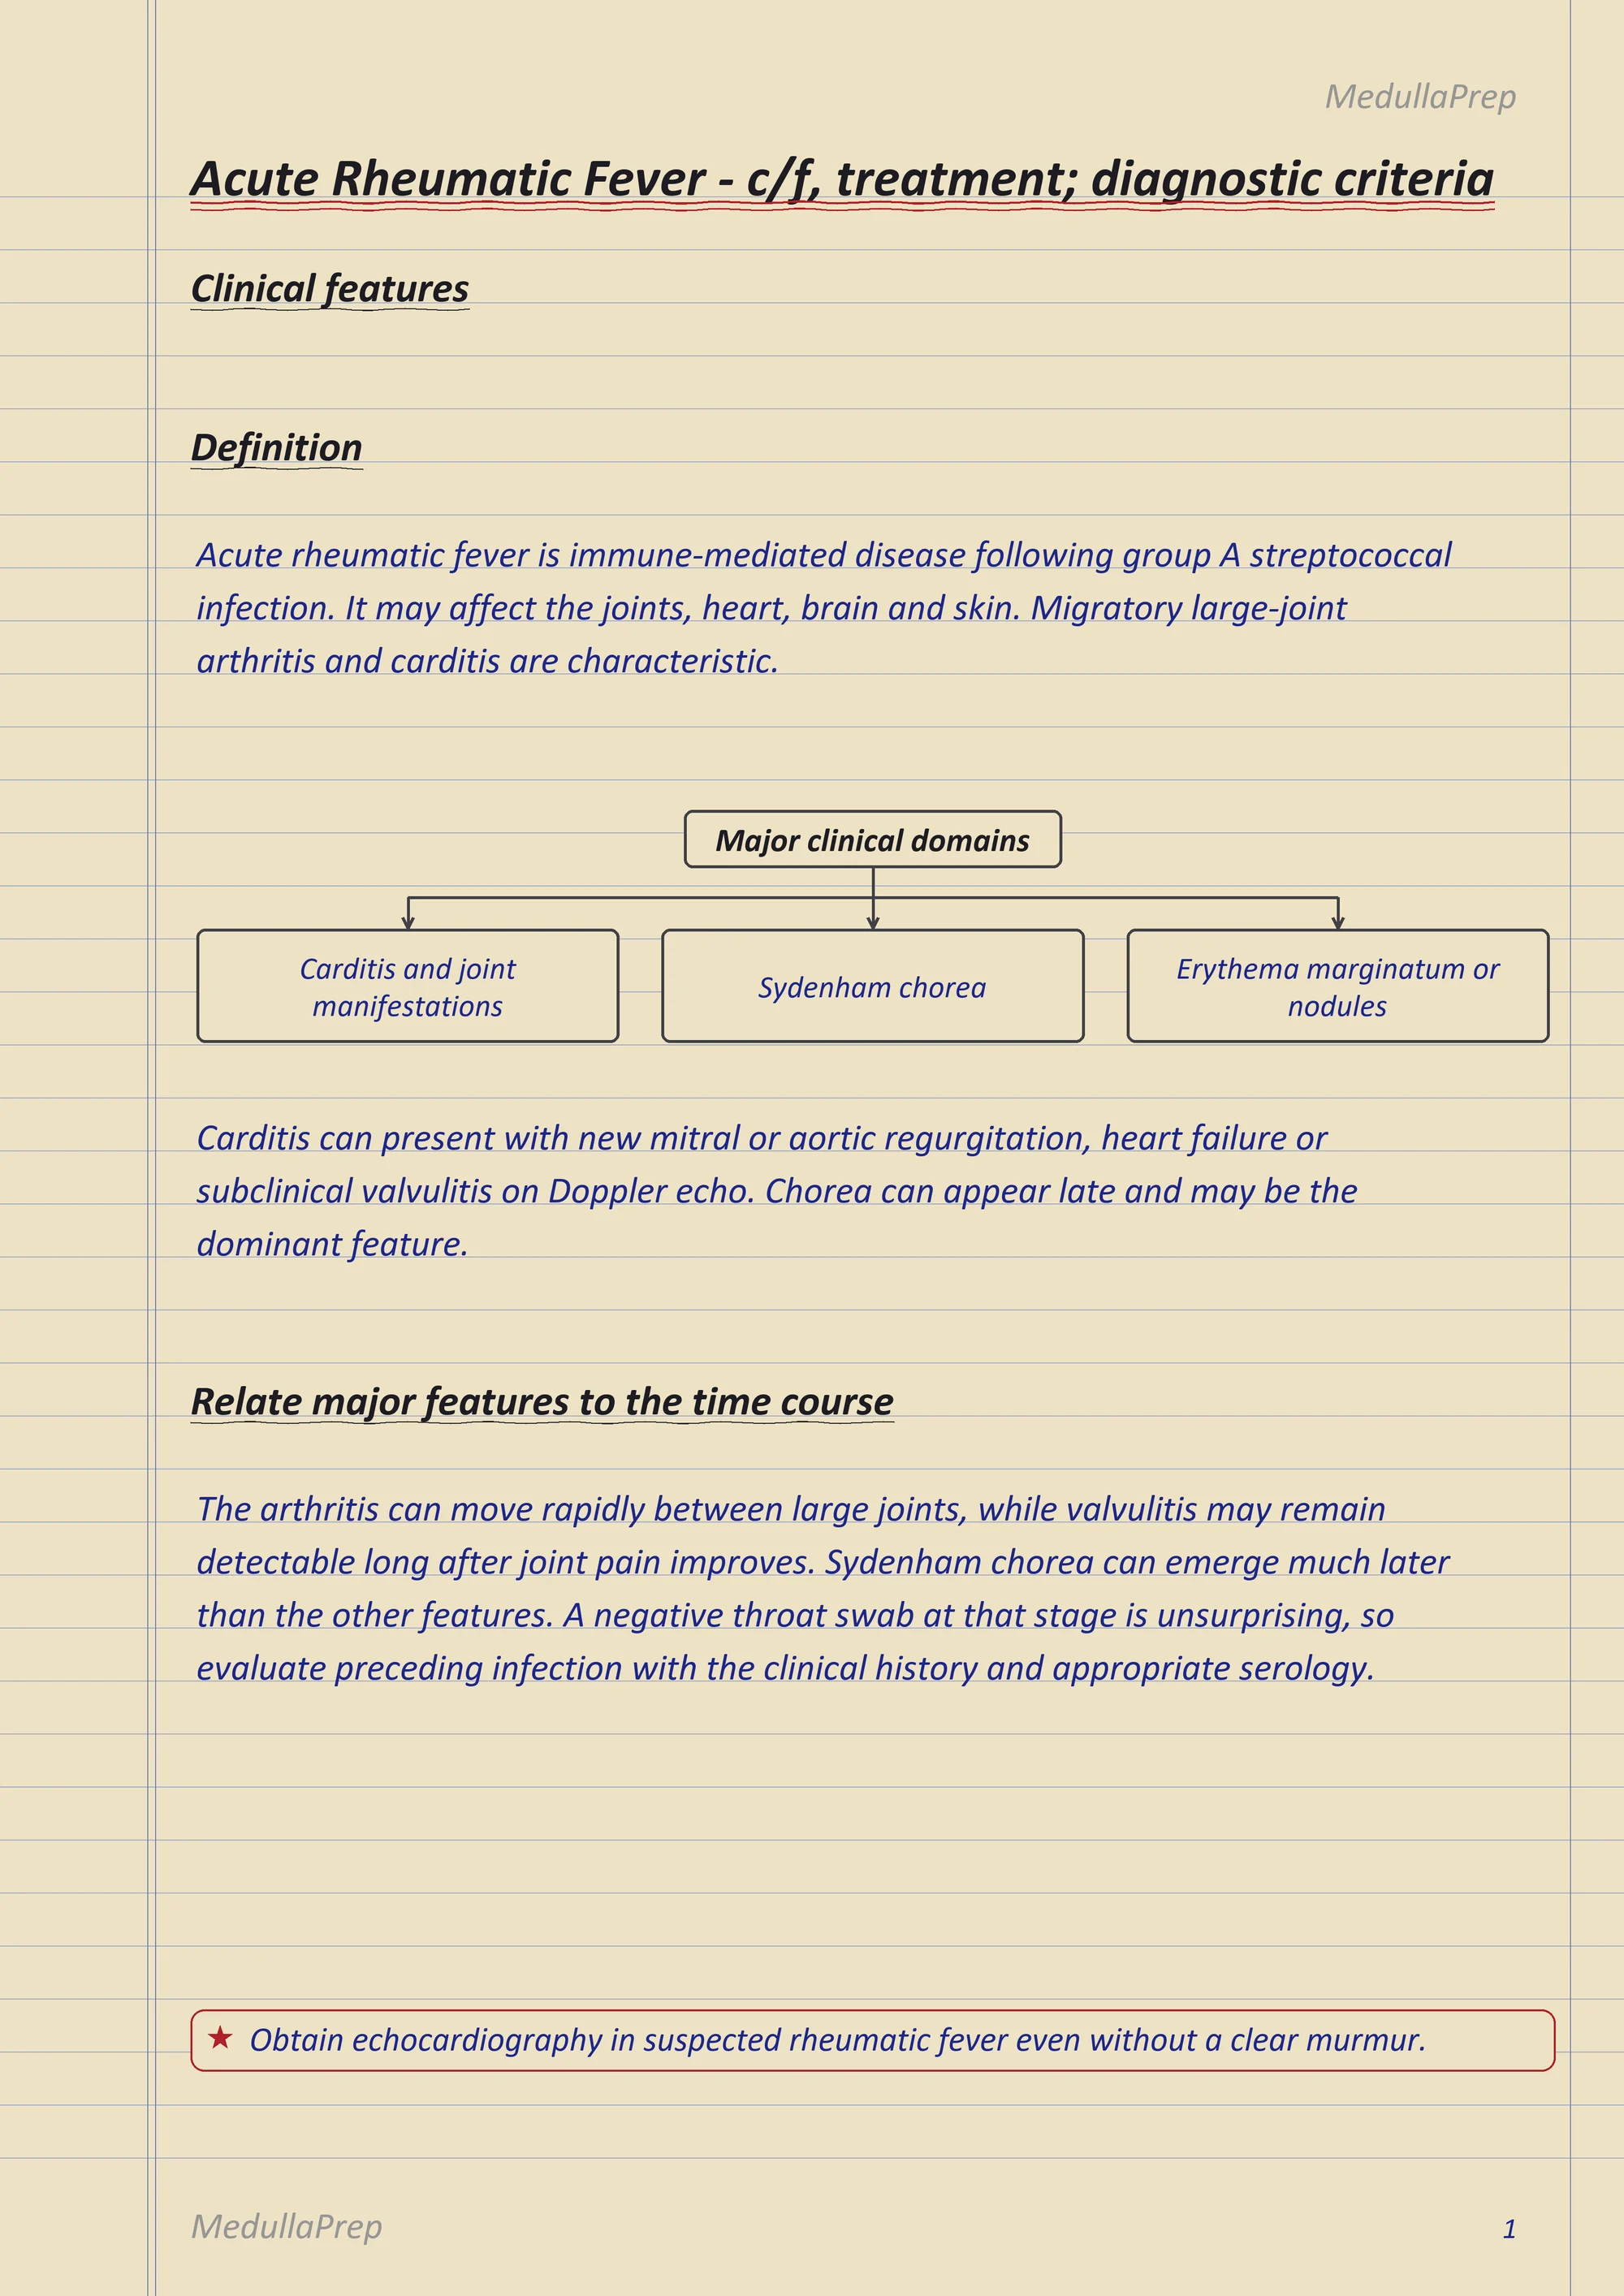 MedullaPrep
Acute Rheumatic Fever - c/f, treatment; diagnostic criteria
Clinical features
Definition
Acute rheumatic fever is immune-mediated disease following group A streptococcal
infection. It may affect the joints, heart, brain and skin. Migratory large-joint
arthritis and carditis are characteristic.
Major clinical domains
Carditis and joint
manifestations
Sydenham chorea
Erythema marginatum or
nodules
Carditis can present with new mitral or aortic regurgitation, heart failure or
subclinical valvulitis on Doppler echo. Chorea can appear late and may be the
dominant feature.
Relate major features to the time course
The arthritis can move rapidly between large joints, while valvulitis may remain
detectable long after joint pain improves. Sydenham chorea can emerge much later
than the other features. A negative throat swab at that stage is unsurprising, so
evaluate preceding infection with the clinical history and appropriate serology.
★ Obtain echocardiography in suspected rheumatic fever even without a clear murmur.
MedullaPrep
1